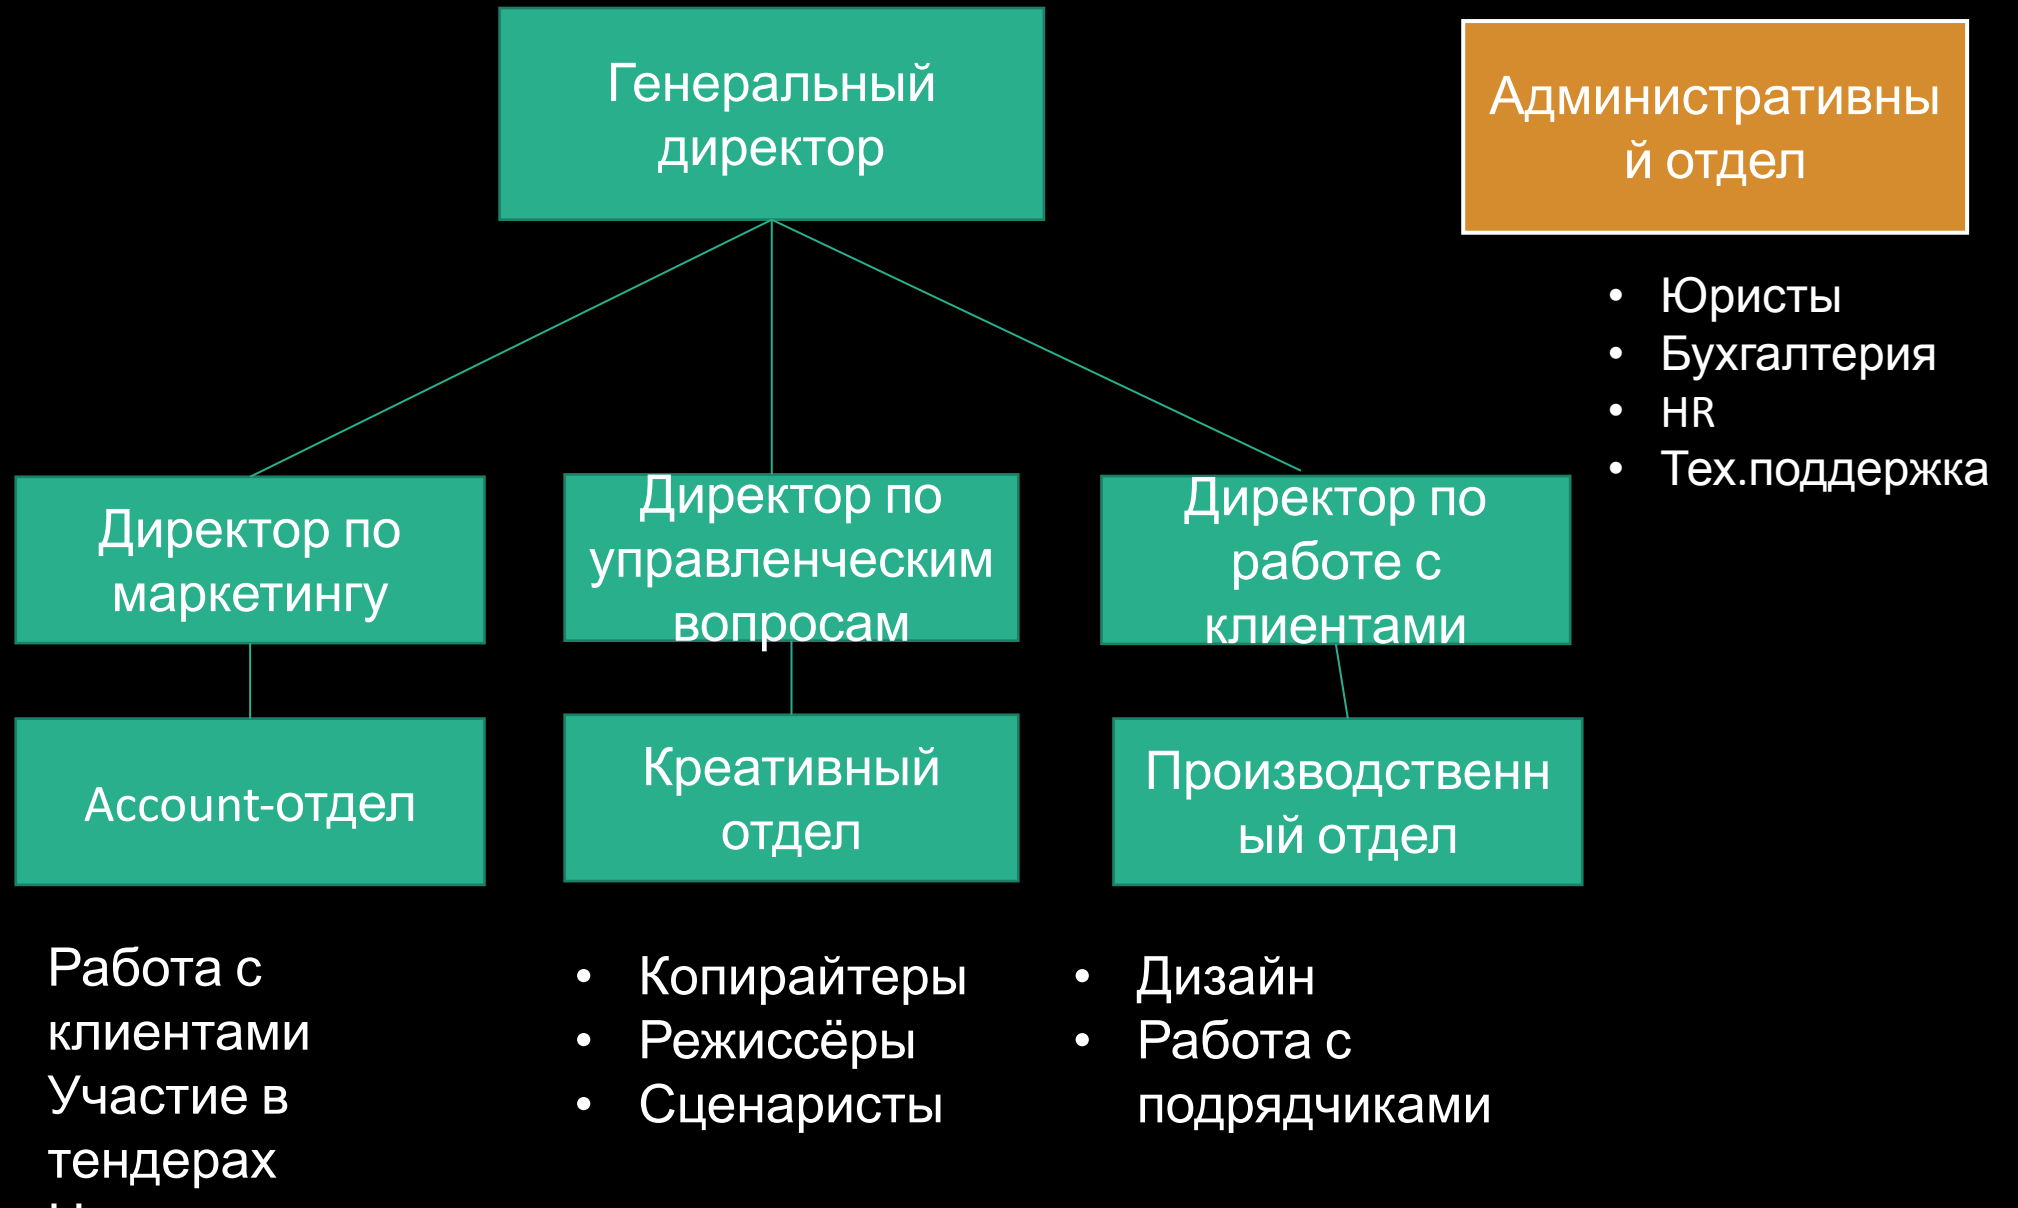 Генеральный
директор
Административны
й отдел
• Юристы
• Бухгалтерия
• HR
• Тех.поддержка
Директор по
маркетингу
Директор по
управленческим
вопросам
Директор по
работе с
клиентами
Account-отдел
Креативный
отдел
Производственн
ый отдел
Работа с
клиентами
Участие в
тендерах
• Копирайтеры
• Режиссёры
• Сценаристы
• Дизайн
• Работа с
подрядчиками